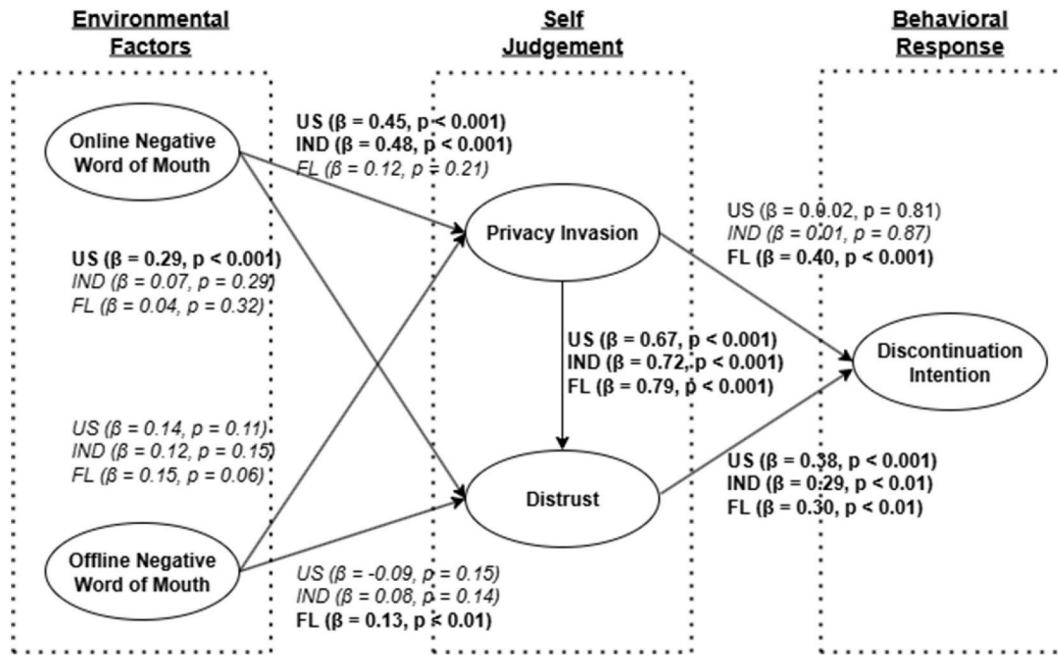 Environmental
Factors
Self
Judgement
Behavioral
Response
Online Negative
Word of Mouth
US (β = 0.45, p < 0.001)
IND (β = 0.48, p < 0.001)
FL (β = 0.12, p = 0.21)
Privacy Invasion
US (β = 0.0.02, p = 0.81)
IND (β = 0.01, p = 0.87)
FL (β = 0.40, p < 0.001)
US (β = 0.29, p < 0.001)
IND (β = 0.07, p = 0.29)
FL (β = 0.04, p = 0.32)
US (β = 0.67, p < 0.001)
IND (β = 0.72, p < 0.001)
FL (β = 0.79, p < 0.001)
Discontinuation
Intention
US (β = 0.14, p = 0.11)
IND (β = 0.12, p = 0.15)
FL (β = 0.15, p = 0.06)
Distrust
US (β = 0.38, p < 0.001)
IND (β = 0.29, p < 0.01)
FL (β = 0.30, p < 0.01)
Offline Negative
Word of Mouth
US (β = -0.09, p = 0.15)
IND (β = 0.08, p = 0.14)
FL (β = 0.13, p < 0.01)